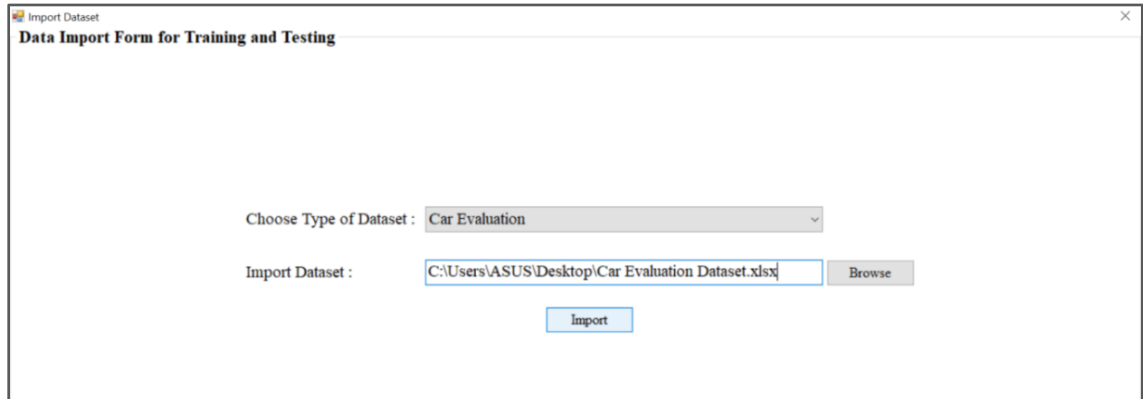 Import Dataset
Data Import Form for Training and Testing
Choose Type of Dataset : Car Evaluation
Import Dataset : C:\Users\ASUS\Desktop\Car Evaluation Dataset.xlsx Browse
Import